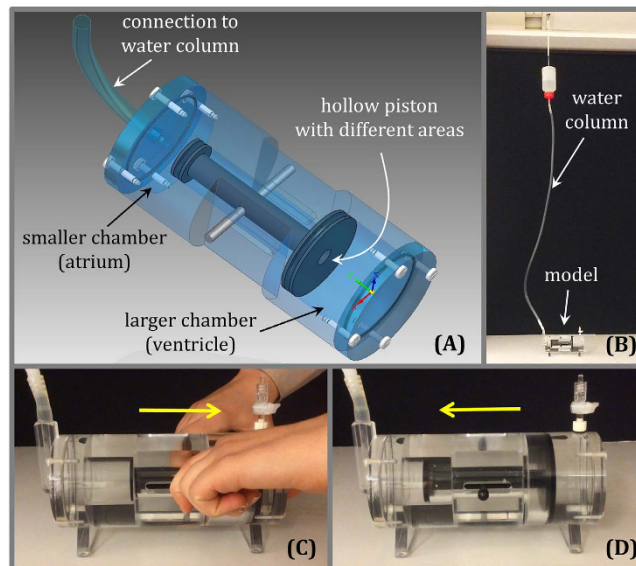 connection to
water column
hollow piston
with different areas
smaller chamber
(atrium)
larger chamber
(ventricle)
(A)
water
column
model
(B)
(C)
(D)